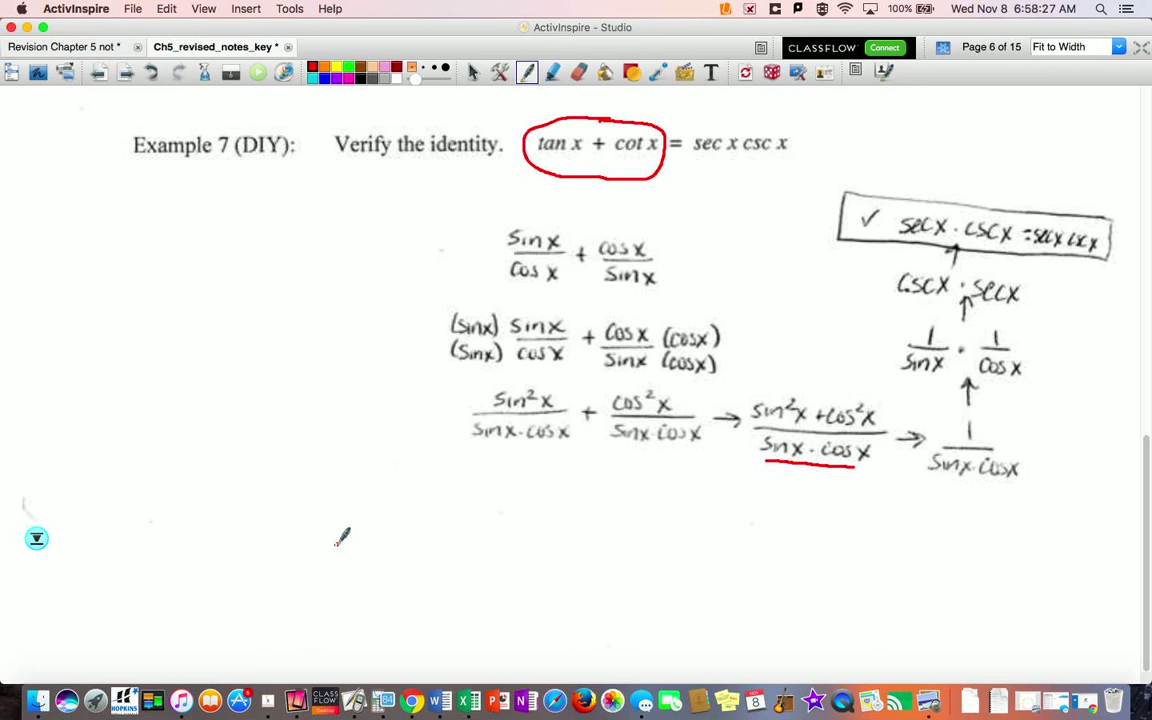 ActivInspire File Edit View Insert Tools Help 100% Wed Nov 8 6:58:27 AM
ActivInspire - Studio
Revision Chapter 5 not * Ch5_revised_notes_key * CLASSFLOW Connect Page 6 of 15 Fit to Width
Example 7 (DIY): Verify the identity. tan x + cot x = sec x csc x
sinx/cosx + cosx/sinx
(sinx)/(sinx) sinx/cosx + cosx/sinx (cosx)/(cosx)
sin²x/sinx·cosx + cos²x/sinx·cosx → sin²x+cos²x/sinx·cosx → 1/sinx·cosx
1/sinx · 1/cosx
cscx · secx
✓ secx · cscx = secx cscx
HOPKINS
CLASS FLOW